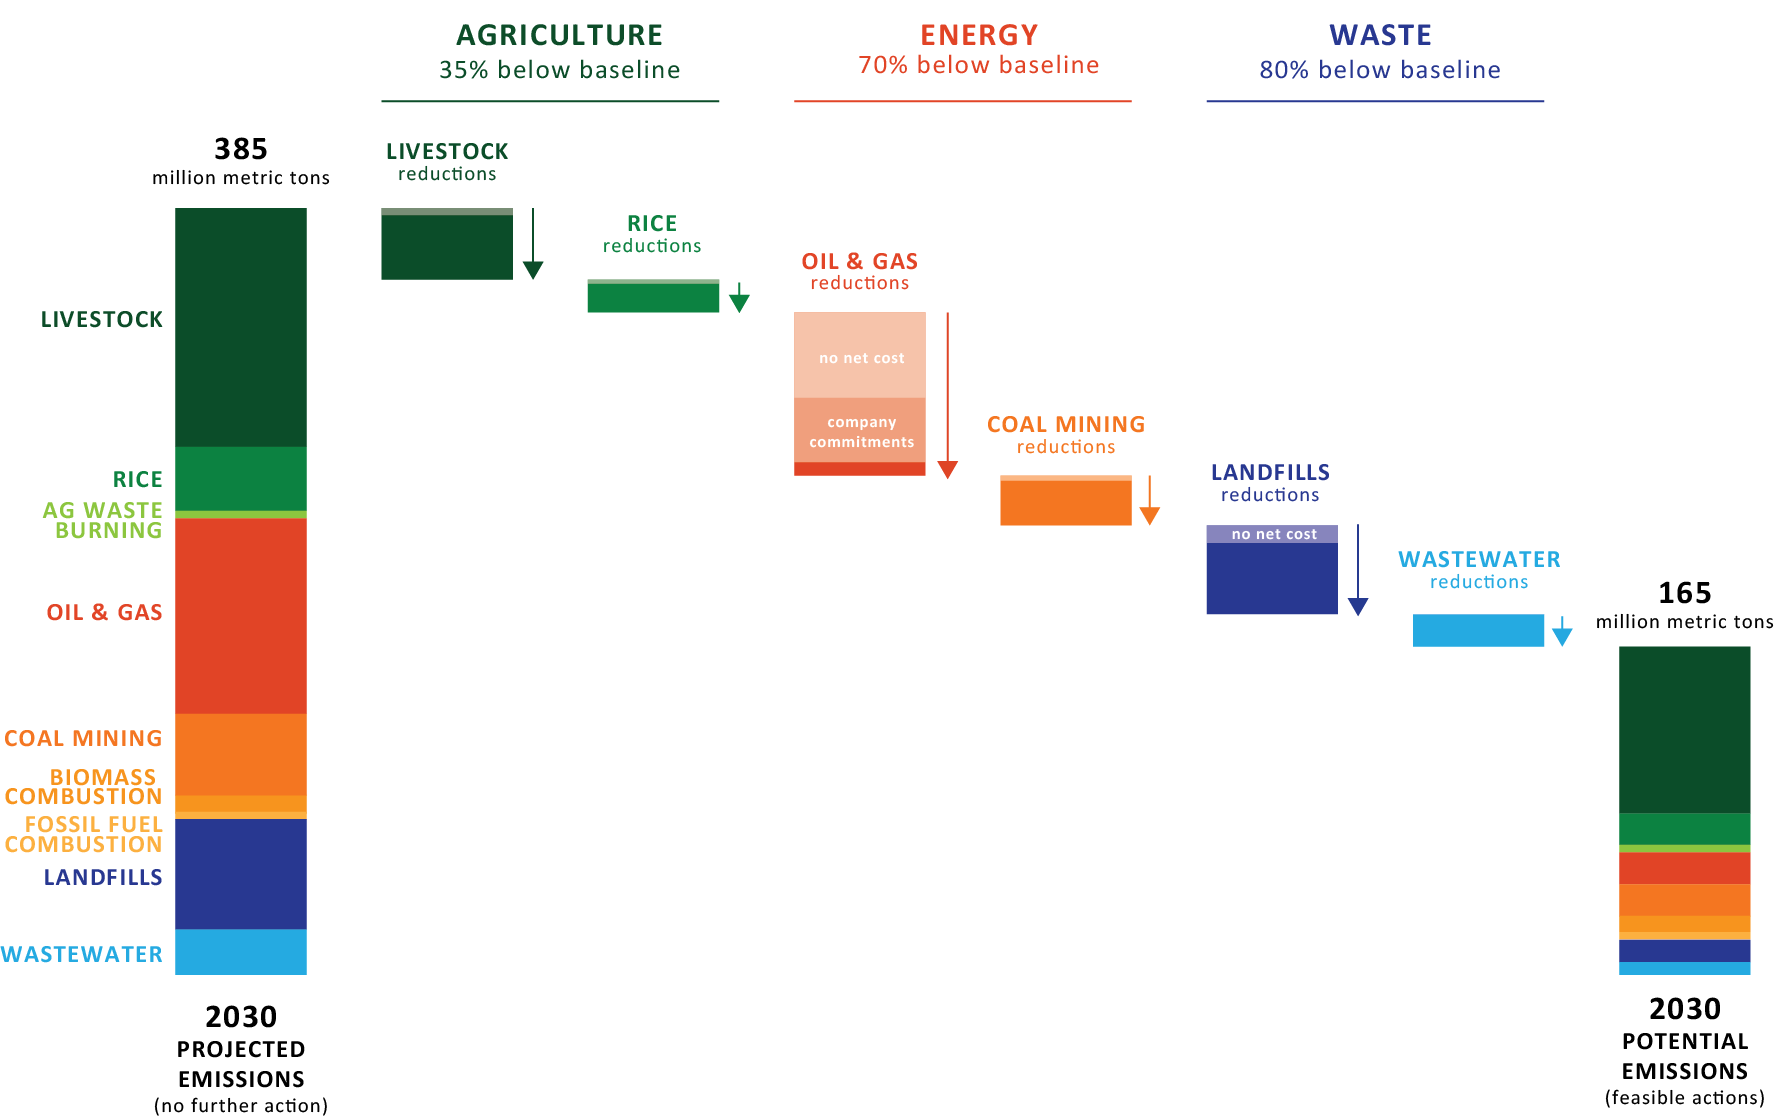 AGRICULTURE
35% below baseline
ENERGY
70% below baseline
WASTE
80% below baseline
385
million metric tons
LIVESTOCK
reductions
RICE
reductions
OIL & GAS
reductions
no net cost
company
commitments
COAL MINING
reductions
LANDFILLS
reductions
no net cost
WASTEWATER
reductions
165
million metric tons
LIVESTOCK
RICE
AG WASTE
BURNING
OIL & GAS
COAL MINING
BIOMASS
COMBUSTION
FOSSIL FUEL
COMBUSTION
LANDFILLS
WASTEWATER
2030
PROJECTED
EMISSIONS
(no further action)
2030
POTENTIAL
EMISSIONS
(feasible actions)